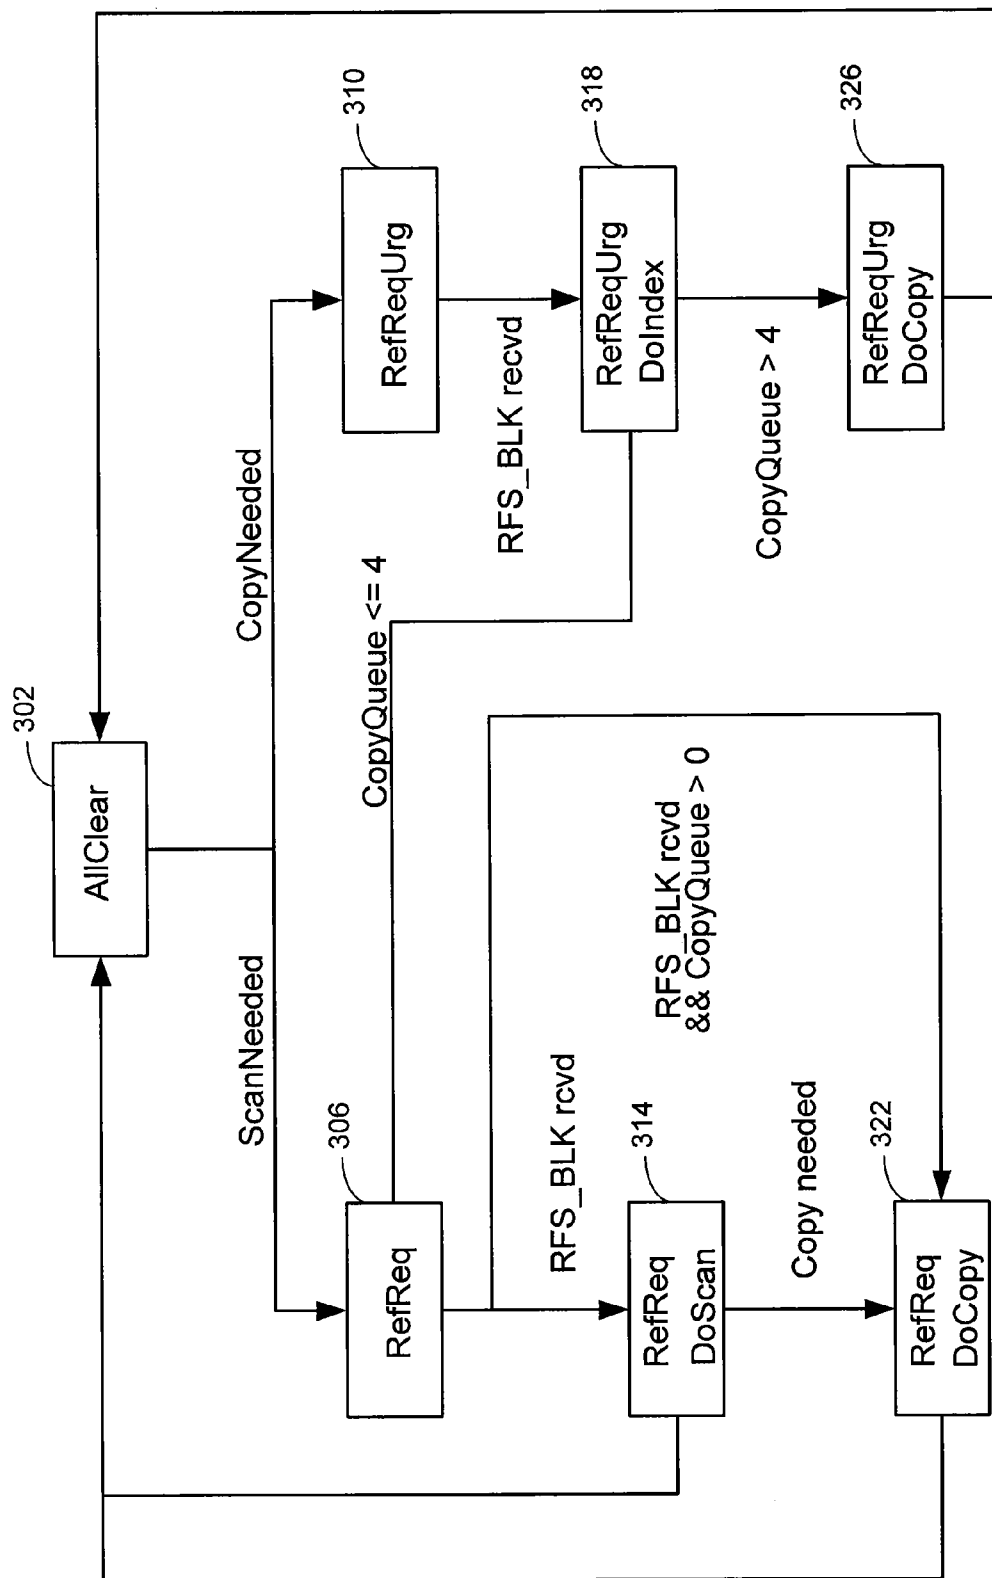 302
AllClear
ScanNeeded
CopyNeeded
306
RefReq
310
RefReqUrg
CopyQueue <= 4
RFS_BLK rcvd
RFS_BLK rcvd
&& CopyQueue > 0
RFS_BLK recvd
314
RefReq
DoScan
318
RefReqUrg
DoIndex
Copy needed
CopyQueue > 4
322
RefReq
DoCopy
326
RefReqUrg
DoCopy